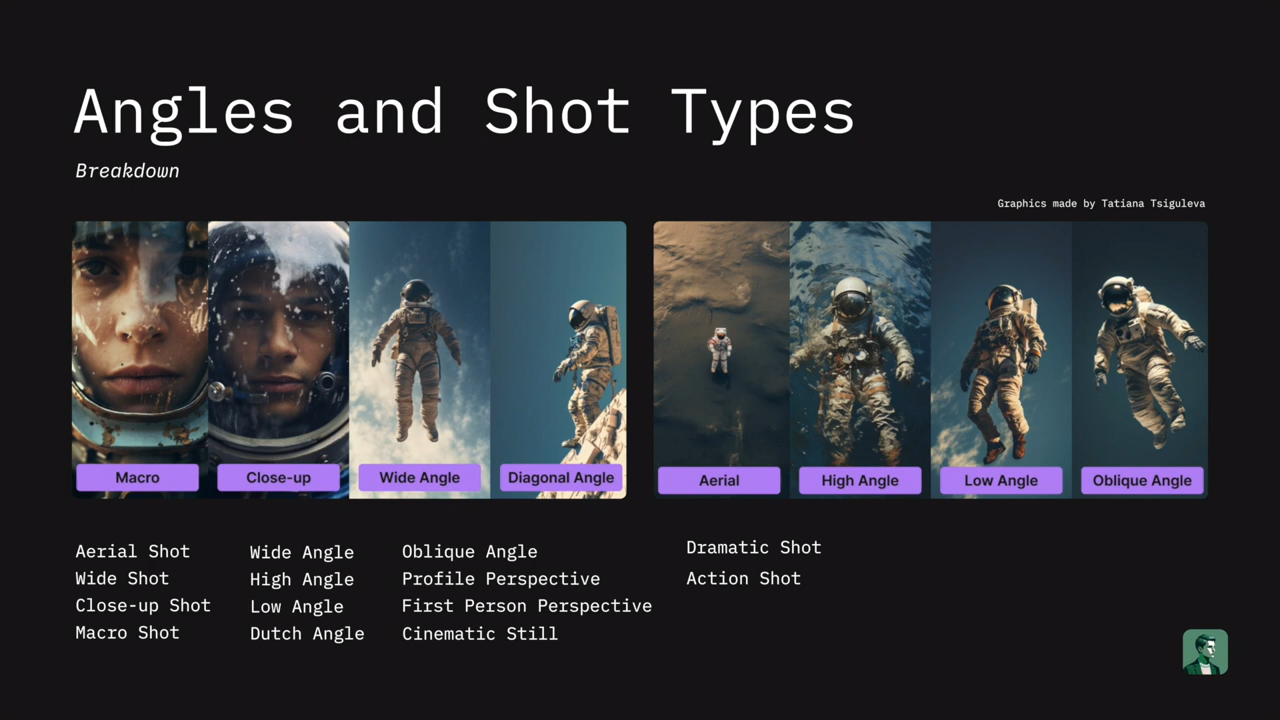 Angles and Shot Types
Breakdown
Graphics made by Tatiana Tsiguleva
Macro
Close-up
Wide Angle
Diagonal Angle
Aerial
High Angle
Low Angle
Oblique Angle
Aerial Shot
Wide Shot
Close-up Shot
Macro Shot
Wide Angle
High Angle
Low Angle
Dutch Angle
Oblique Angle
Profile Perspective
First Person Perspective
Cinematic Still
Dramatic Shot
Action Shot